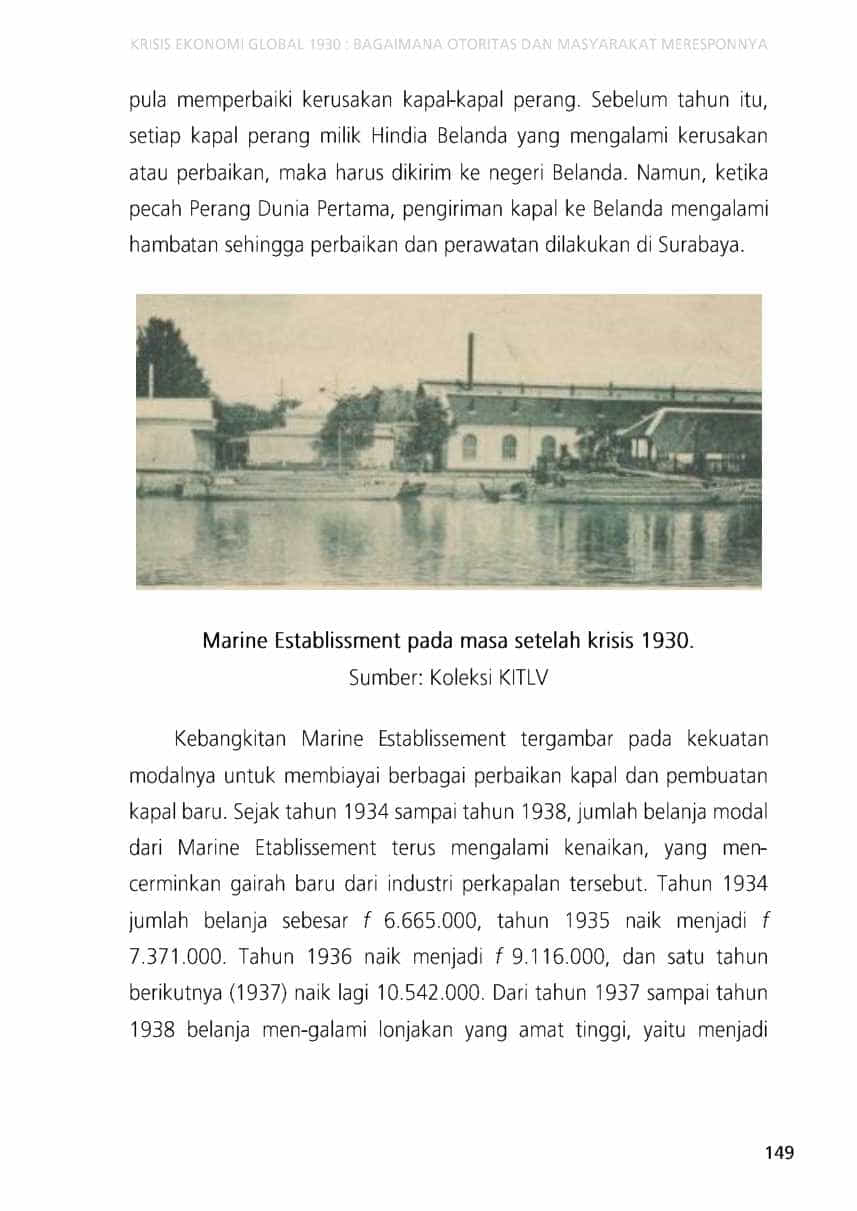 KRISIS EKONOMI GLOBAL 1930 : BAGAIMANA OTORITAS DAN MASYARAKAT MERESPONNYA
pula memperbaiki kerusakan kapal-kapal perang. Sebelum tahun itu,
setiap kapal perang milik Hindia Belanda yang mengalami kerusakan
atau perbaikan, maka harus dikirim ke negeri Belanda. Namun, ketika
pecah Perang Dunia Pertama, pengiriman kapal ke Belanda mengalami
hambatan sehingga perbaikan dan perawatan dilakukan di Surabaya.
Marine Establissment pada masa setelah krisis 1930.
Sumber: Koleksi KITLV
Kebangkitan Marine Establissement tergambar pada kekuatan
modalnya untuk membiayai berbagai perbaikan kapal dan pembuatan
kapal baru. Sejak tahun 1934 sampai tahun 1938, jumlah belanja modal
dari Marine Etablissement terus mengalami kenaikan, yang men-
cerminkan gairah baru dari industri perkapalan tersebut. Tahun 1934
jumlah belanja sebesar f 6.665.000, tahun 1935 naik menjadi f
7.371.000. Tahun 1936 naik menjadi f 9.116.000, dan satu tahun
berikutnya (1937) naik lagi 10.542.000. Dari tahun 1937 sampai tahun
1938 belanja men-galami lonjakan yang amat tinggi, yaitu menjadi
149